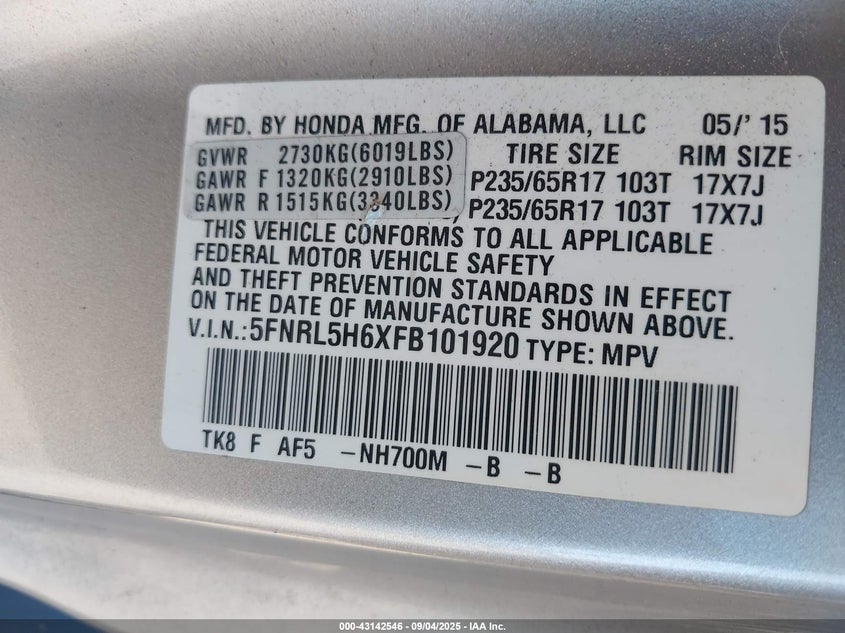 MFD. BY HONDA MFG. OF ALABAMA, LLC 05/' 15
GVWR 2730KG(6019LBS) TIRE SIZE RIM SIZE
GAWR F 1320KG(2910LBS) P235/65R17 103T 17X7J
GAWR R 1515KG(3340LBS) P235/65R17 103T 17X7J
THIS VEHICLE CONFORMS TO ALL APPLICABLE
FEDERAL MOTOR VEHICLE SAFETY
AND THEFT PREVENTION STANDARDS IN EFFECT
ON THE DATE OF MANUFACTURE SHOWN ABOVE.
V.I.N.:5FNRL5H6XFB101920 TYPE: MPV
TK8 F AF5 -NH700M -B -B
000-43142546 - 09/04/2025 - IAA Inc.